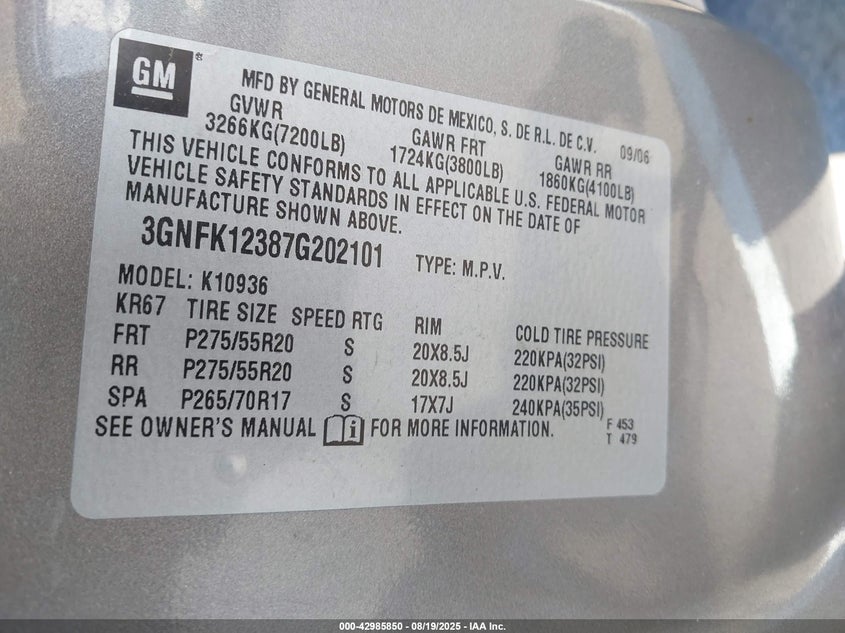 GM
MFD BY GENERAL MOTORS DE MEXICO, S. DE R.L. DE C.V. 09/06
GVWR GAWR FRT GAWR RR
3266KG(7200LB) 1724KG(3800LB) 1860KG(4100LB)
THIS VEHICLE CONFORMS TO ALL APPLICABLE U.S. FEDERAL MOTOR
VEHICLE SAFETY STANDARDS IN EFFECT ON THE DATE OF
MANUFACTURE SHOWN ABOVE.
3GNFK12387G202101 TYPE: M.P.V.
MODEL: K10936
KR67 TIRE SIZE SPEED RTG RIM COLD TIRE PRESSURE
FRT P275/55R20 S 20X8.5J 220KPA(32PSI)
RR P275/55R20 S 20X8.5J 220KPA(32PSI)
SPA P265/70R17 S 17X7J 240KPA(35PSI)
SEE OWNER'S MANUAL i FOR MORE INFORMATION. F 453
T 479
000-42985850 - 08/19/2025 - IAA Inc.